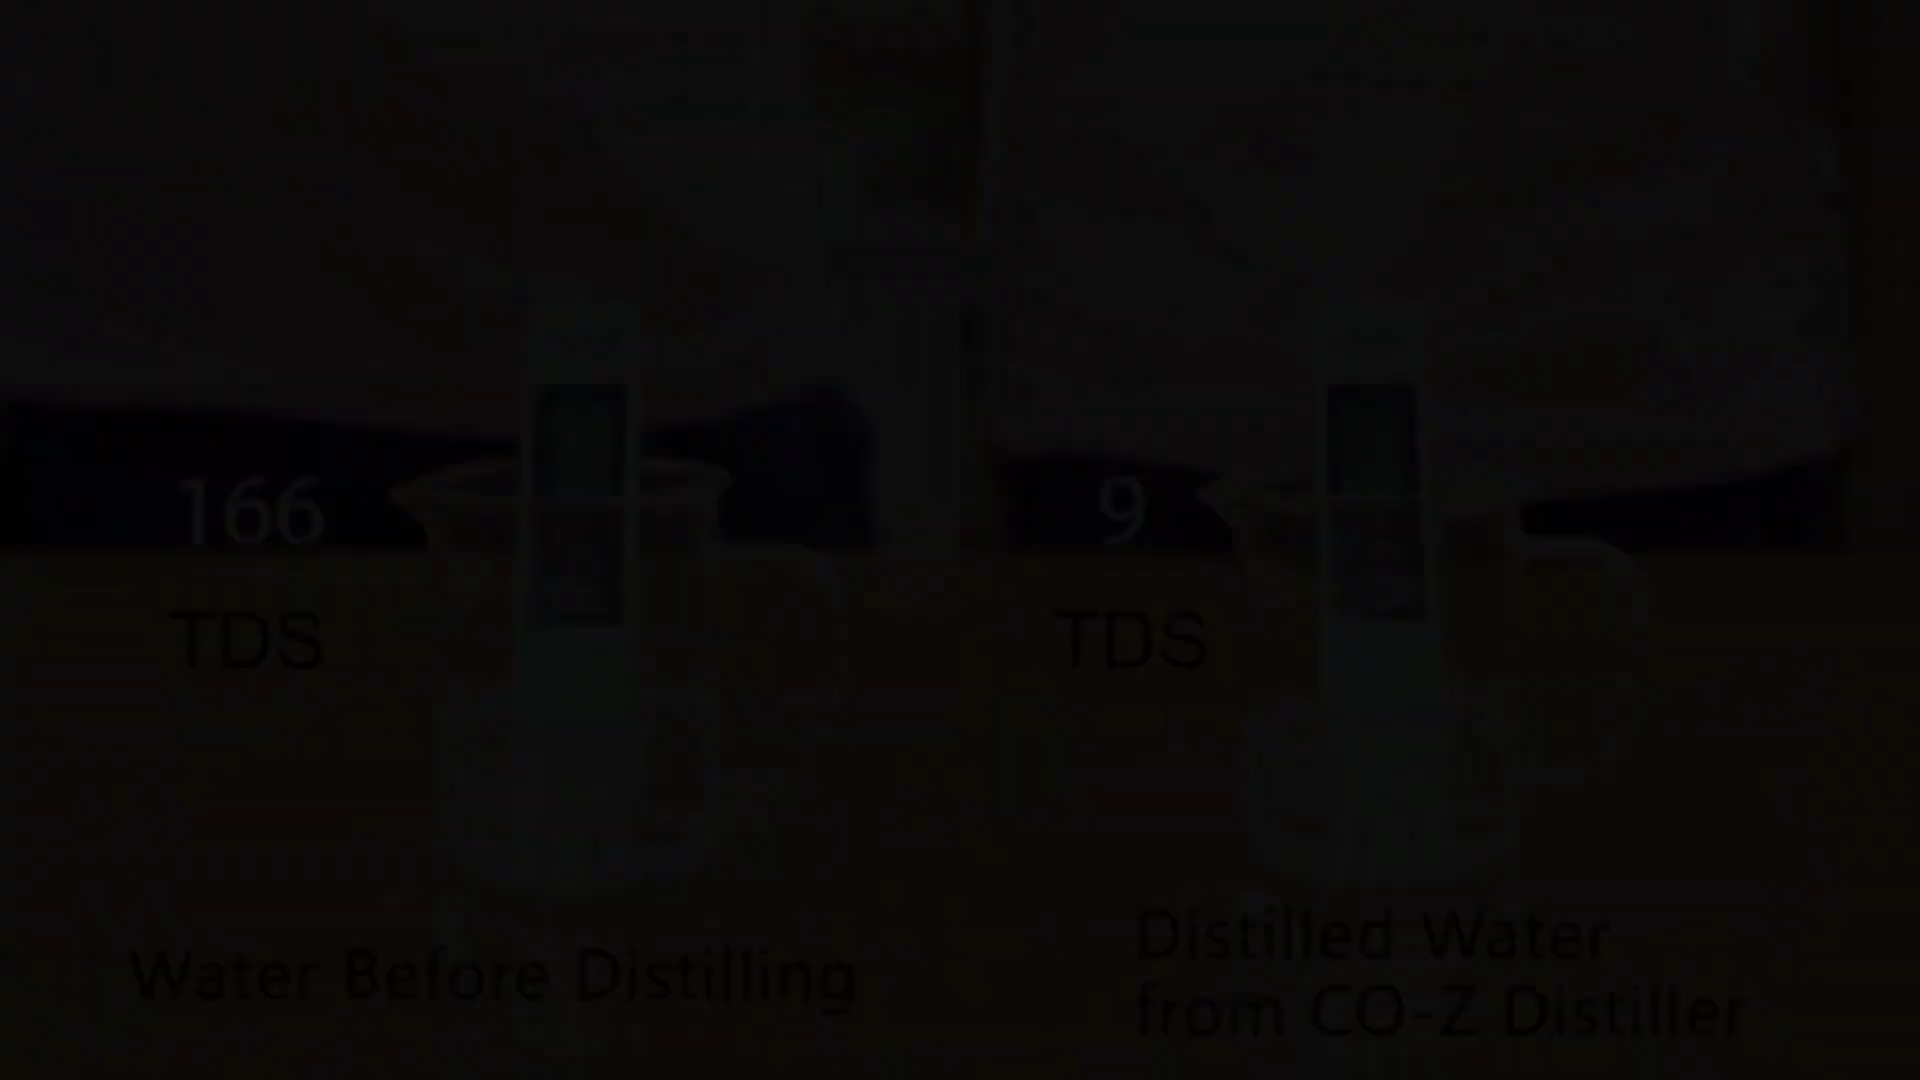 166
TDS
Water Before Distilling
9
TDS
Distilled Water
from CO-Z Distiller